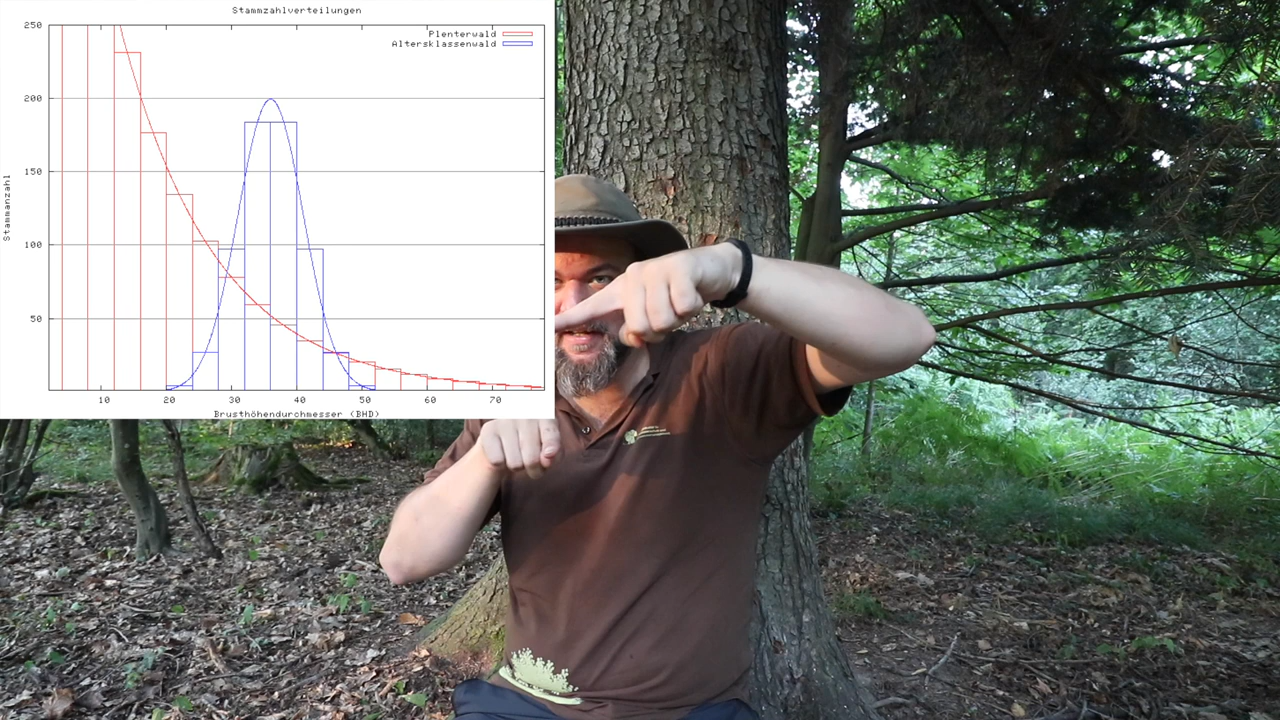 Stammzahlverteilungen
Plenterwald
Altersklassenwald
250
200
150
100
50
Stammanzahl
10 20 30 40 50 60 70
Brusthöhendurchmesser (BHD)